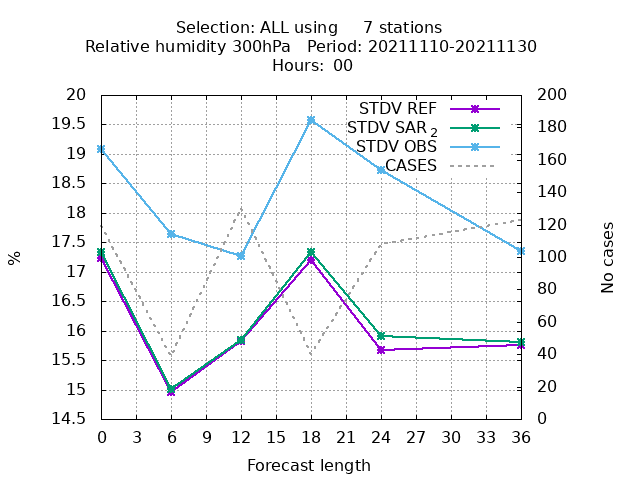 Selection: ALL using     7 stations
Relative humidity 300hPa   Period: 20211110-20211130
Hours:  00
20
19.5
19
18.5
18
17.5
17
16.5
16
15.5
15
14.5
%
STDV REF
STDV SAR 2
STDV OBS
CASES
200
180
160
140
120
100
80
60
40
20
0
No cases
0 3 6 9 12 15 18 21 24 27 30 33 36
Forecast length